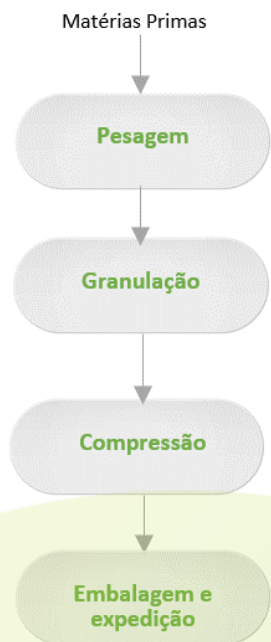 Matérias Primas
Pesagem
Granulação
Compressão
Embalagem e
expedição